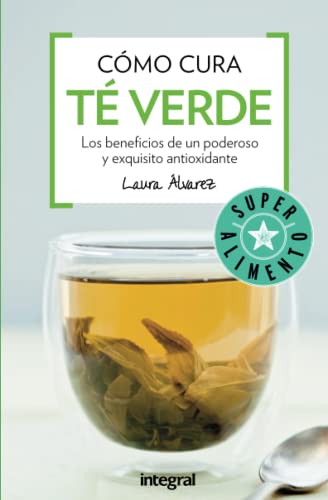 CÓMO CURA
TÉ VERDE
Los beneficios de un poderoso
y exquisito antioxidante
Laura Álvarez
SUPER
ALIMENTO
integral